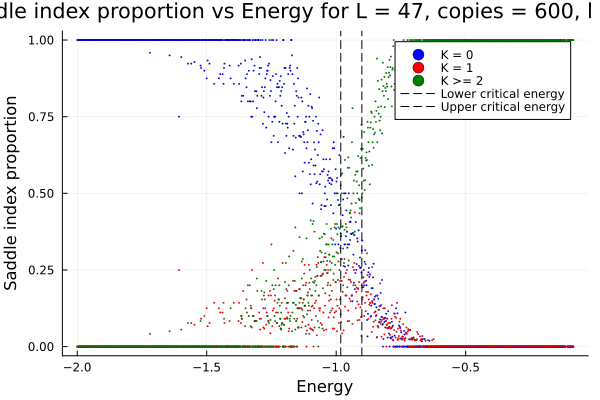 dle index proportion vs Energy for L = 47, copies = 600,
1.00
0.75
0.50
0.25
0.00
Saddle index proportion
K = 0
K = 1
K >= 2
Lower critical energy
Upper critical energy
−2.0 −1.5 −1.0 −0.5
Energy